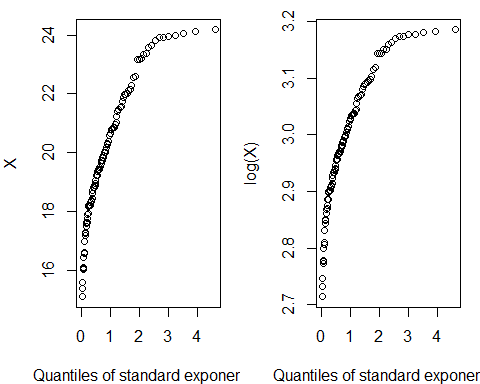 24
22
20
18
16
X
0 1 2 3 4
Quantiles of standard exponer
3.2
3.1
3.0
2.9
2.8
2.7
log(X)
0 1 2 3 4
Quantiles of standard exponer